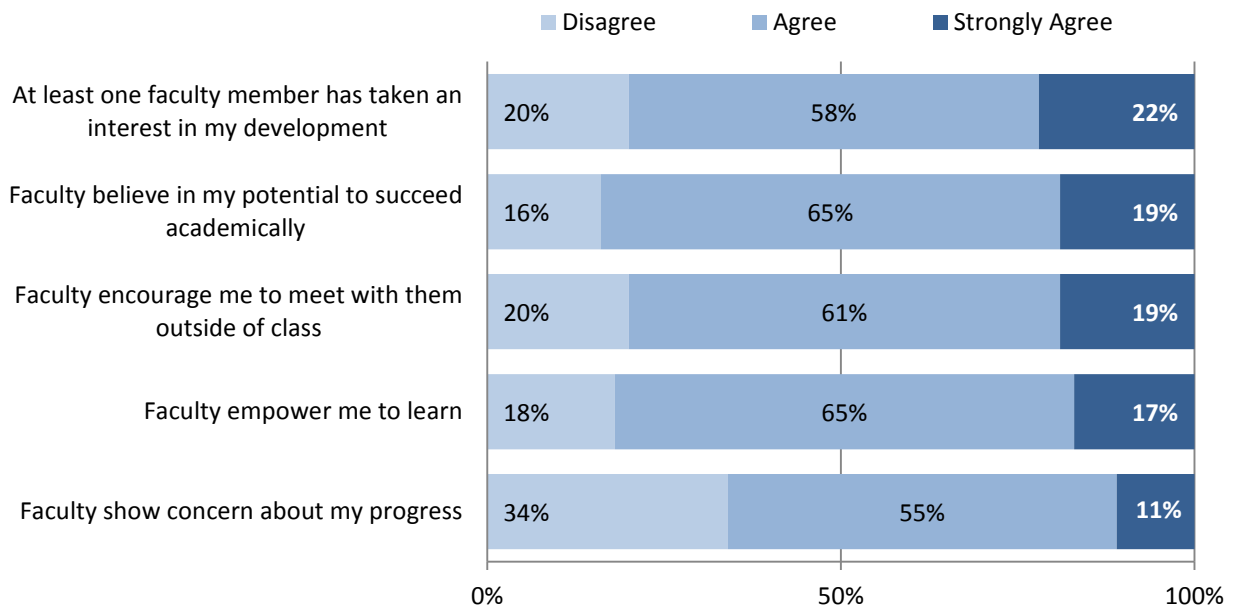 Disagree Agree Strongly Agree
At least one faculty member has taken an
interest in my development
20% 58% 22%
Faculty believe in my potential to succeed
academically
16% 65% 19%
Faculty encourage me to meet with them
outside of class
20% 61% 19%
Faculty empower me to learn
18% 65% 17%
Faculty show concern about my progress
34% 55% 11%
0% 50% 100%